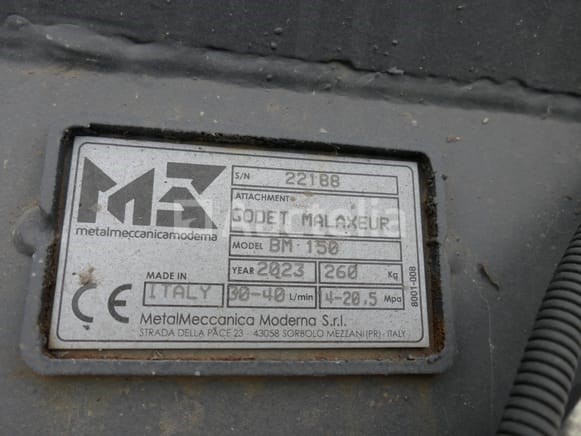 MZ
metalmeccanicamoderna
S/N 22188
ATTACHMENT
GODET MALAXEUR
MODEL BM 150
YEAR 2023 260 Kg
MADE IN
ITALY 30-40 L/min 4-20,5 Mpa
CE
MetalMeccanica Moderna S.r.l.
STRADA DELLA PACE 23 - 43058 SORBOLO MEZZANI(PR) - ITALY
8001-008